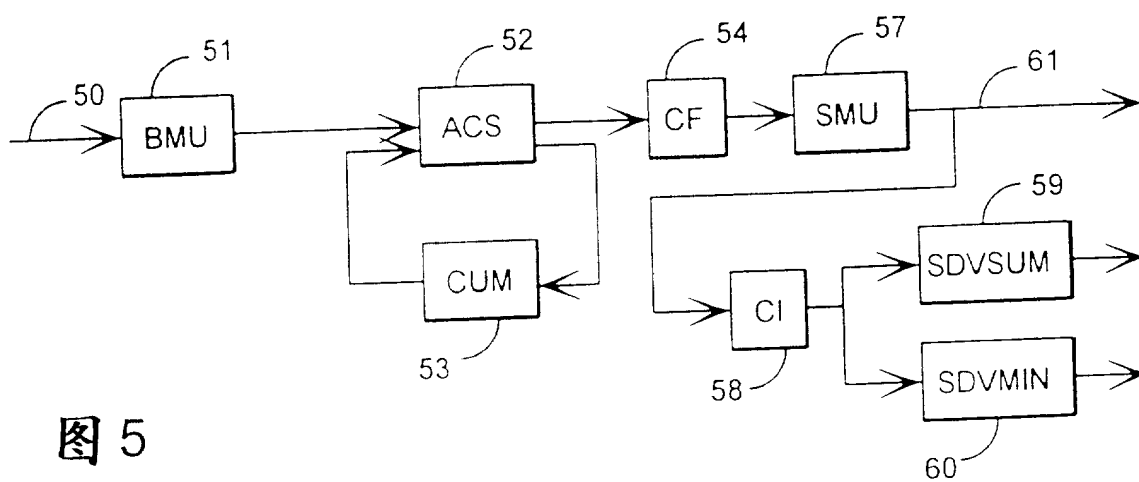 50
51
BMU
52
ACS
CUM
53
54
CF
57
SMU
61
CI
58
59
SDVSUM
SDVMIN
60
图 5